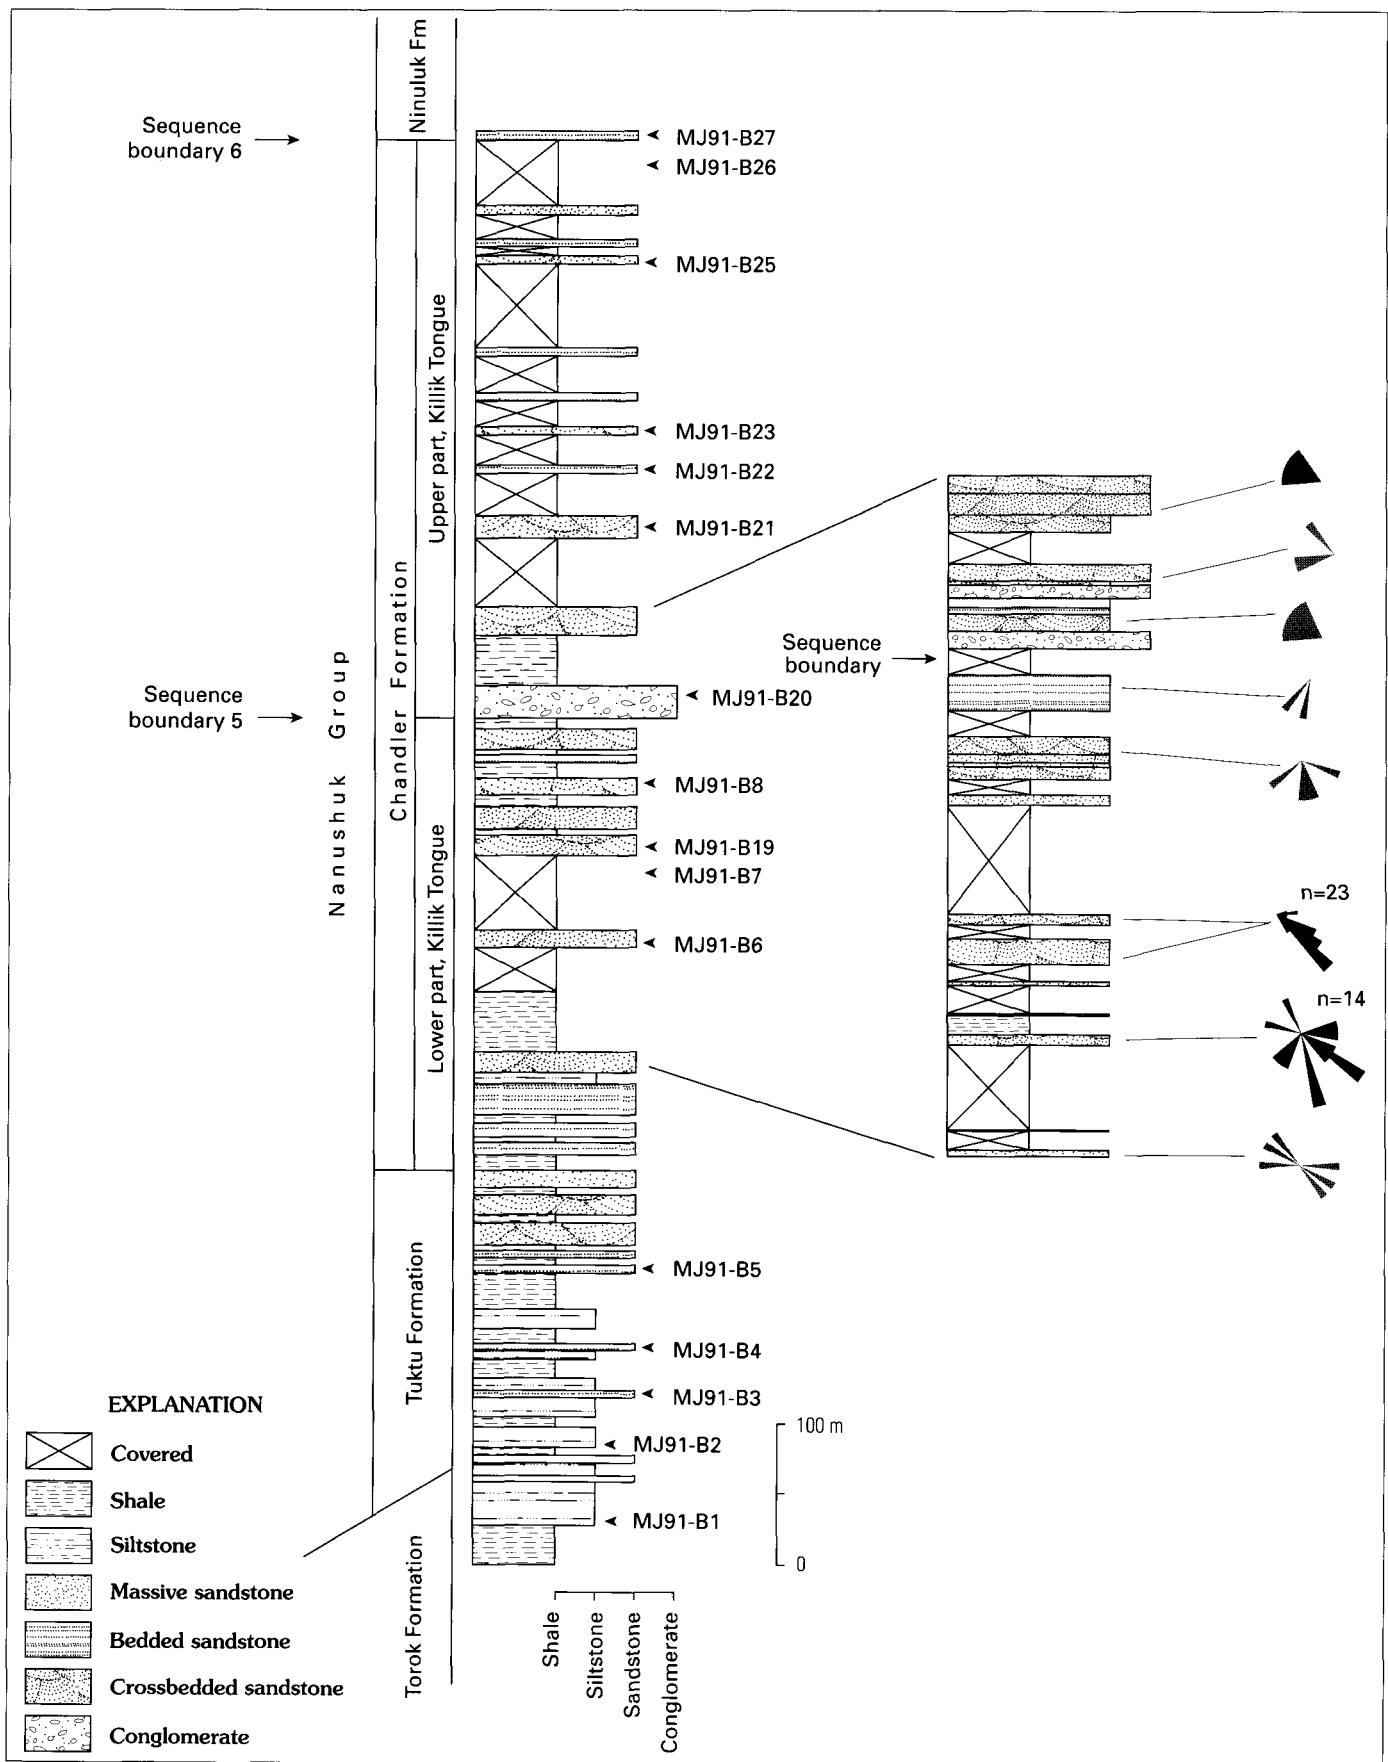 Ninuluk Fm
Sequence
boundary 6
MJ91-B27
MJ91-B26
MJ91-B25
Upper part, Killik Tongue
MJ91-B23
MJ91-B22
MJ91-B21
Chandler Formation
Nanushuk Group
Sequence
boundary
Sequence
boundary 5
MJ91-B20
MJ91-B8
MJ91-B19
MJ91-B7
MJ91-B6
Lower part, Killik Tongue
n=23
n=14
MJ91-B5
Tuktu Formation
MJ91-B4
MJ91-B3
MJ91-B2
MJ91-B1
100 m
0
Torok Formation
Shale
Siltstone
Sandstone
Conglomerate
EXPLANATION
Covered
Shale
Siltstone
Massive sandstone
Bedded sandstone
Crossbedded sandstone
Conglomerate